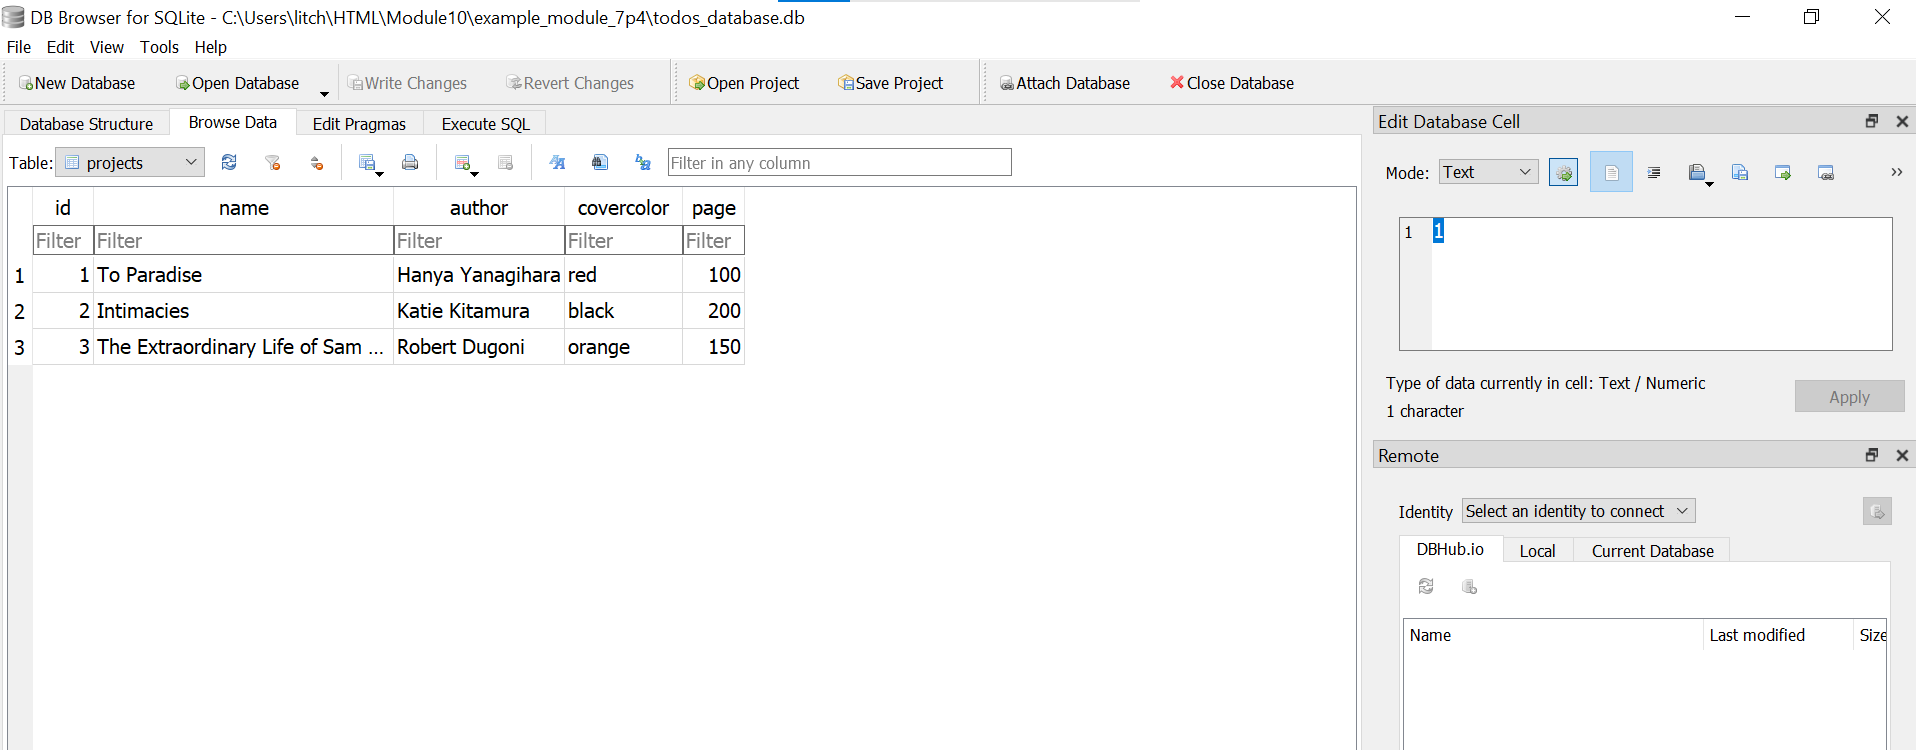 DB Browser for SQLite - C:\Users\litch\HTML\Module10\example_module_7p4\todos_database.db
File Edit View Tools Help
New Database Open Database Write Changes Revert Changes Open Project Save Project Attach Database Close Database
Database Structure Browse Data Edit Pragmas Execute SQL
Table: projects Filter in any column
id name author covercolor page
Filter Filter Filter Filter Filter
1 1 To Paradise Hanya Yanagihara red 100
2 2 Intimacies Katie Kitamura black 200
3 3 The Extraordinary Life of Sam ... Robert Dugoni orange 150
Edit Database Cell
Mode: Text »
1 1
Type of data currently in cell: Text / Numeric
1 character
Apply
Remote
Identity Select an identity to connect
DBHub.io Local Current Database
Name Last modified Size